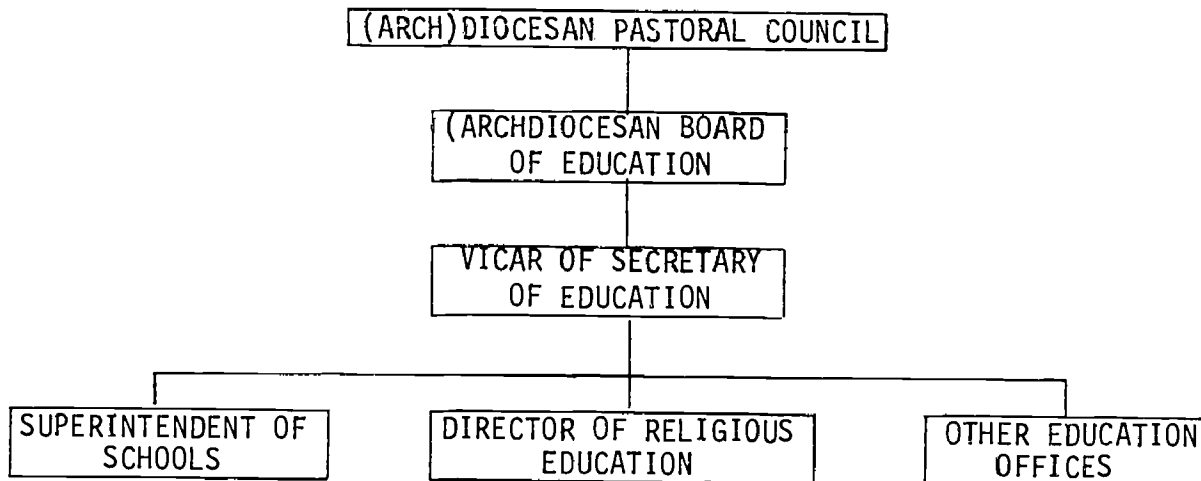 (ARCH)DIOCESAN PASTORAL COUNCIL
(ARCHDIOCESAN BOARD
OF EDUCATION
VICAR OF SECRETARY
OF EDUCATION
SUPERINTENDENT OF
SCHOOLS
DIRECTOR OF RELIGIOUS
EDUCATION
OTHER EDUCATION
OFFICES